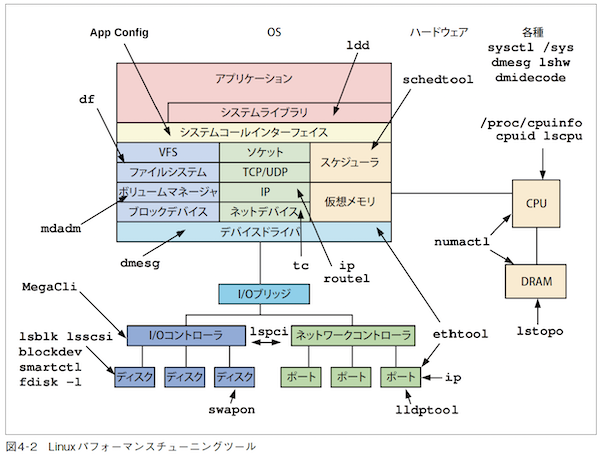 App Config
OS
ハードウェア
各種
sysctl /sys
dmesg lshw
dmidecode
ldd
schedtool
アプリケーション
システムライブラリ
df
システムコールインターフェイス
/proc/cpuinfo
cpuid lscpu
VFS
ソケット
スケジューラ
ファイルシステム
TCP/UDP
ボリュームマネージャ
IP
仮想メモリ
CPU
ブロックデバイス
ネットデバイス
mdadm
デバイスドライバ
numactl
dmesg
tc
ip
routel
DRAM
MegaCli
I/Oブリッジ
lstopo
I/Oコントローラ
lspci
ネットワークコントローラ
ethtool
lsblk lsscsi
blockdev
smartctl
fdisk -l
ディスク
ディスク
ディスク
ポート
ポート
ポート
ip
swapon
lldptool
図4-2 Linuxパフォーマンスチューニングツール